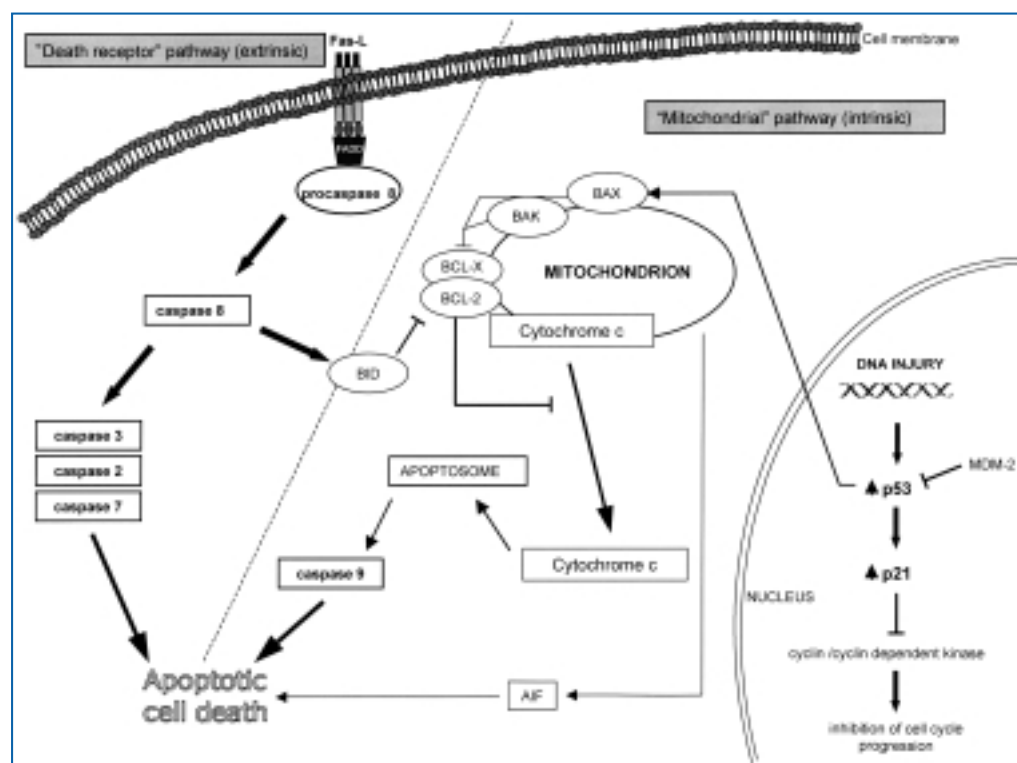 "Death receptor" pathway (extrinsic)
Fas-L
Cell membrane
"Mitochondrial" pathway (intrinsic)
FADD
procaspase 8
BAX
BAK
BCL-X
BCL-2
MITOCHONDRION
Cytochrome c
caspase 8
BID
DNA INJURY
MDM-2
p53
caspase 3
caspase 2
caspase 7
APOPTOSOME
caspase 9
Cytochrome c
p21
NUCLEUS
cyclin /cyclin dependent kinase
Apoptotic
cell death
AIF
inhibition of cell cycle
progression